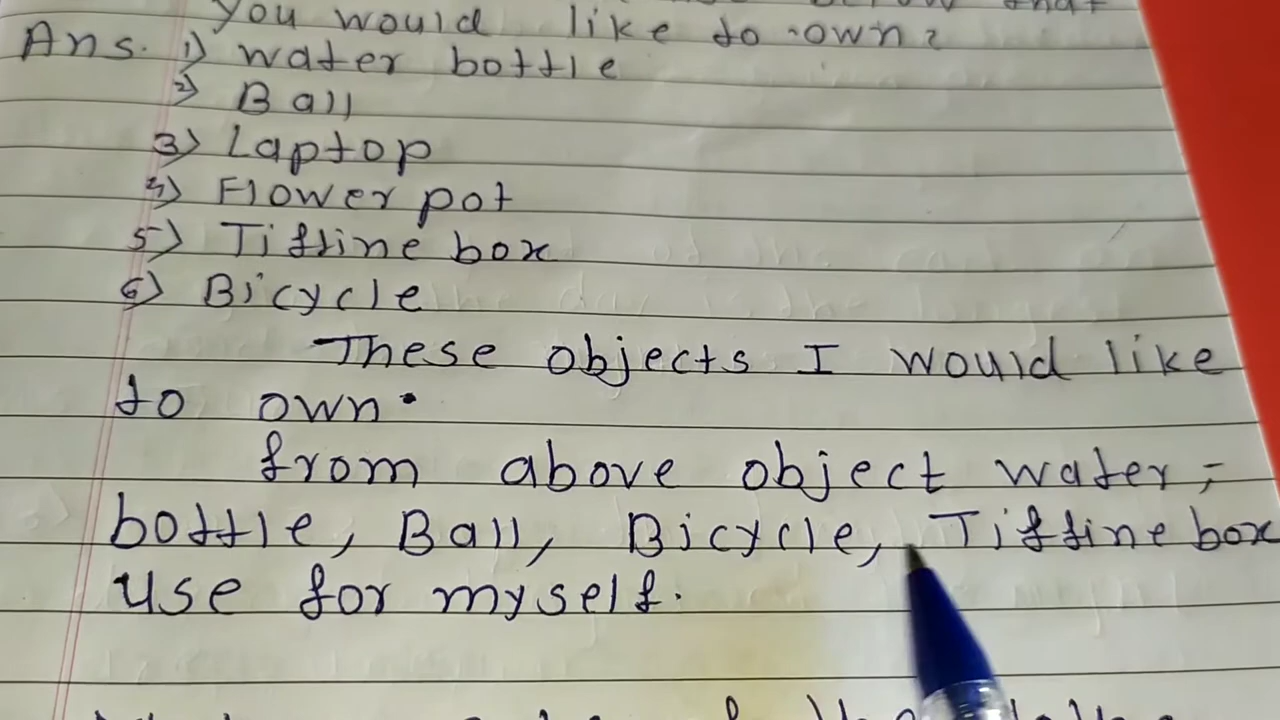 you would like to own?
Ans. 1) water bottle
2) Ball
3) Laptop
4) Flower pot
5) Tiffine box
6) Bicycle
These objects I would like
to own.
from above object water,
bottle, Ball, Bicycle, Tiffine box
use for myself.